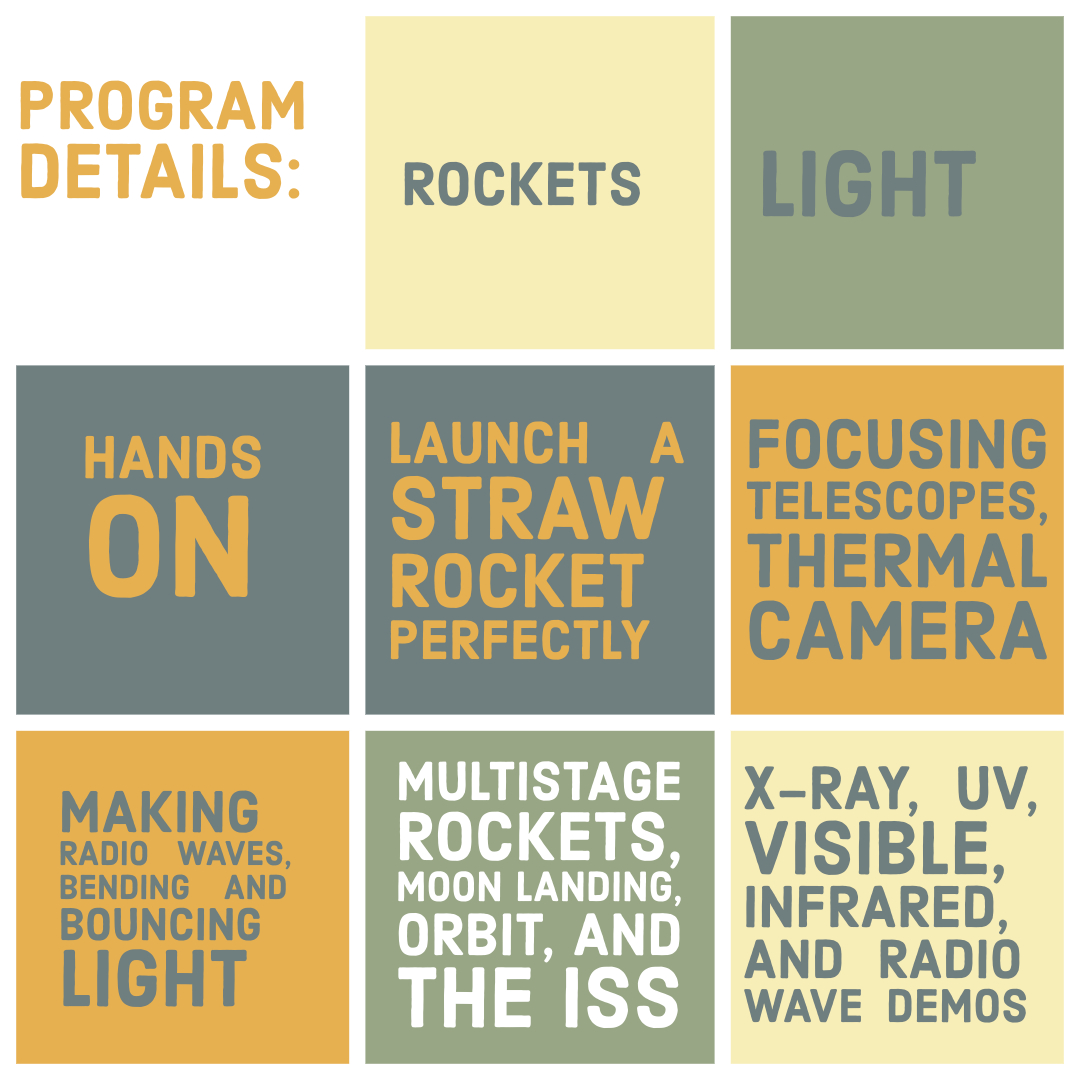 PROGRAM
DETAILS:
ROCKETS
LIGHT
HANDS
ON
LAUNCH A
STRAW
ROCKET
PERFECTLY
FOCUSING
TELESCOPES,
THERMAL
CAMERA
MAKING
RADIO WAVES,
BENDING AND
BOUNCING
LIGHT
MULTISTAGE
ROCKETS,
MOON LANDING,
ORBIT, AND
THE ISS
X-RAY, UV,
VISIBLE,
INFRARED,
AND RADIO
WAVE DEMOS